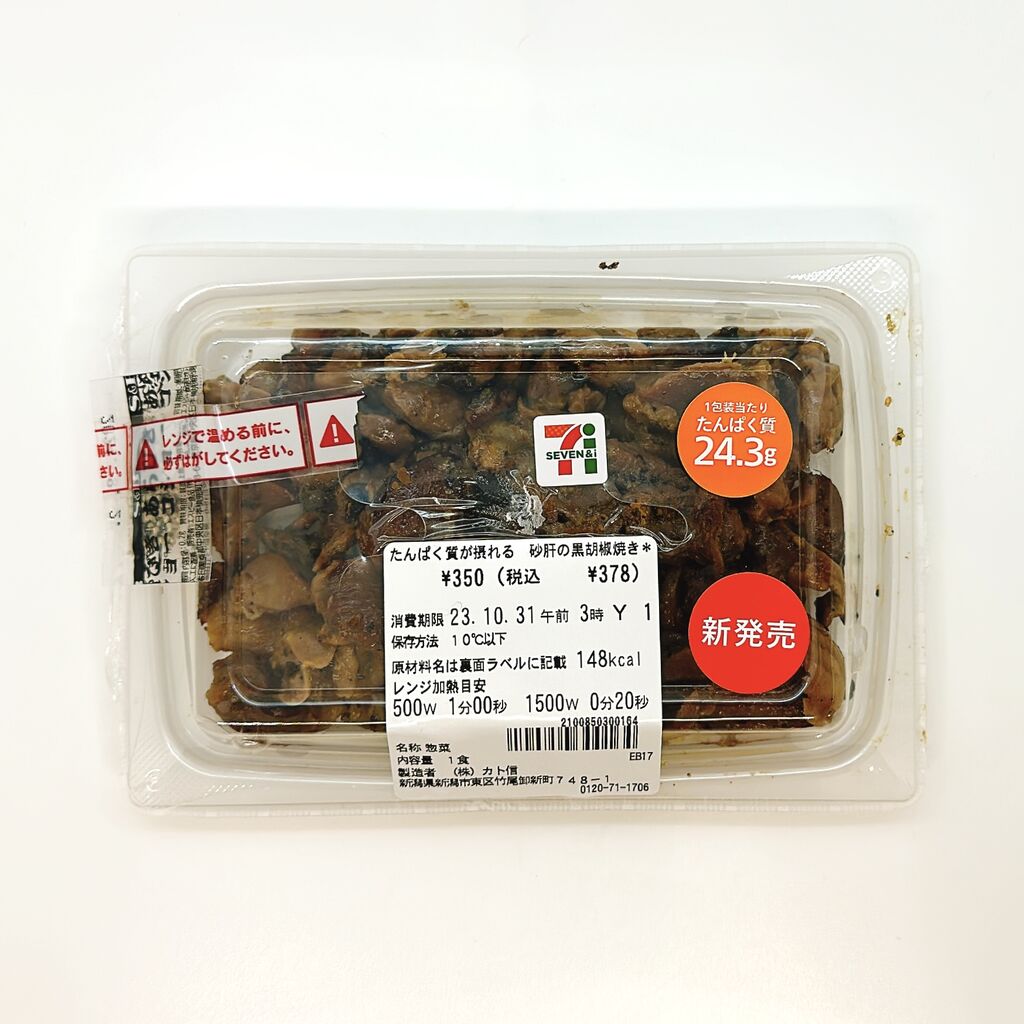 レンジで温める前に、
必ずはがしてください。
前に、
さい。
SEVEN&i
1包装当たり
たんぱく質
24.3g
新発売
たんぱく質が摂れる 砂肝の黒胡椒焼き*
¥350(税込 ¥378)
消費期限 23.10.31午前 3時 Y 1
保存方法 10℃以下
原材料名は裏面ラベルに記載 148kcal
レンジ加熱目安
500W 1分00秒 1500W 0分20秒
2100850300164
名称 惣菜
内容量 1食
EB17
製造者 (株)カト信
新潟県新潟市東区竹尾卸新町748-1
0120-71-1706